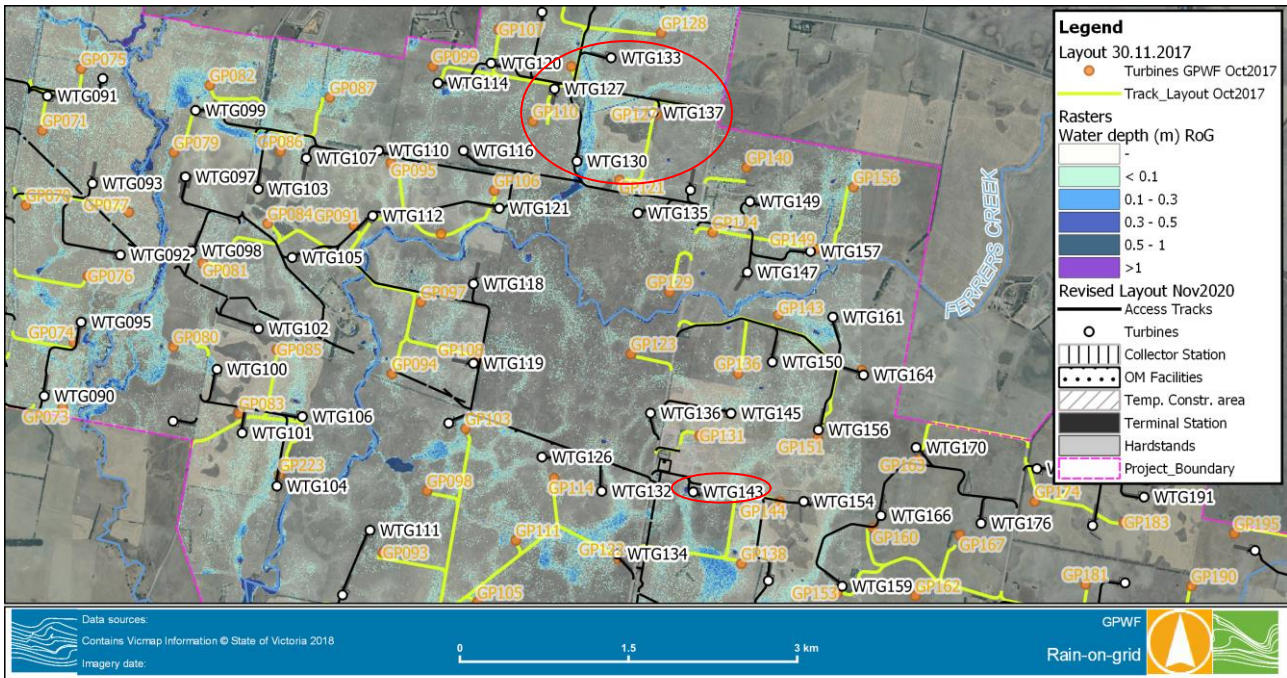 GP107
GP128
GP075
GP099
WTG120
WTG133
GP082
GP087
WTG114
WTG127
WTG091
WTG099
GP110
WTG137
GP071
GP079
GP086
WTG107
WTG110
WTG116
WTG130
GP140
GP095
WTG093
WTG097
WTG103
GP106
GP121
GP156
GP077
GP084
GP091
WTG112
WTG121
WTG135
WTG149
GP149
WTG157
WTG092
WTG098
GP081
WTG105
GP076
WTG147
WTG118
GP129
GP097
GP143
WTG161
FERRERS CREEK
WTG095
GP074
WTG102
GP080
GP085
GP094
WTG119
GP123
GP136
WTG150
WTG164
WTG100
WTG090
GP073
GP083
WTG106
WTG101
GP103
WTG136
WTG145
GP131
GP151
WTG156
WTG170
WTG126
GP223
WTG104
GP098
GP114
WTG132
WTG143
GP144
WTG154
GP174
WTG191
WTG166
WTG176
GP183
GP195
WTG111
GP093
GP111
WTG134
GP138
GP160
GP167
GP105
GP153
WTG159
GP162
GP181
GP190
Legend
Layout 30.11.2017
Turbines GPWF Oct2017
Track_Layout Oct2017
Rasters
Water depth (m) RoG
-
< 0.1
0.1 - 0.3
0.3 - 0.5
0.5 - 1
>1
Revised Layout Nov2020
Access Tracks
Turbines
Collector Station
OM Facilities
Temp. Constr. area
Terminal Station
Hardstands
Project_Boundary
Data sources:
Contains Vicmap Information © State of Victoria 2018
Imagery date:
0 1.5 3 km
GPWF
Rain-on-grid